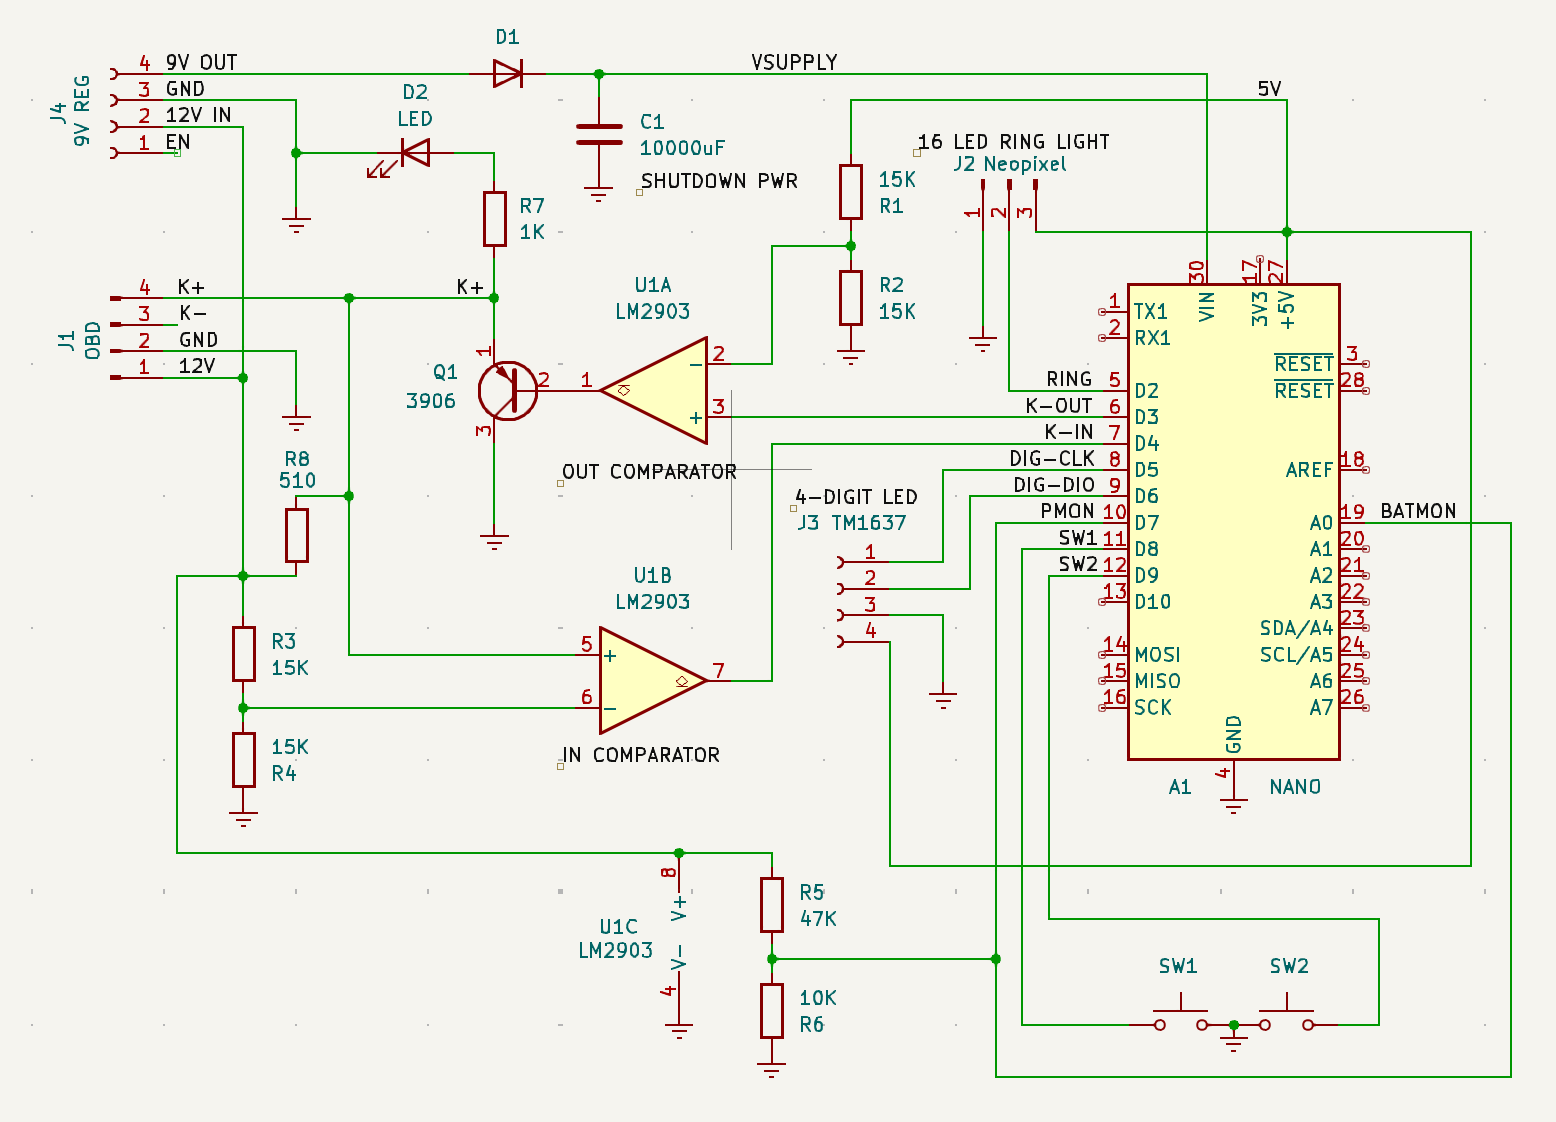 D1
4 9V OUT
VSUPPLY
3 GND
2 12V IN
1 EN
J4
9V REG
D2
LED
C1
10000uF
SHUTDOWN PWR
5V
16 LED RING LIGHT
J2 Neopixel
1 2 3
15K
R1
R7
1K
R2
15K
4 K+
K+
3 K-
2 GND
1 12V
J1
OBD
U1A
LM2903
2 -
3 +
1
Q1
3906
1
2
3
OUT COMPARATOR
R8
510
4-DIGIT LED
J3 TM1637
1
2
3
4
U1B
LM2903
5 +
6 -
7
IN COMPARATOR
R3
15K
15K
R4
30 17 27
VIN 3V3 +5V
1 TX1
2 RX1
RESET 3
RESET 28
RING 5 D2
K-OUT 6 D3
K-IN 7 D4
DIG-CLK 8 D5
AREF 18
DIG-DIO 9 D6
PMON 10 D7
A0 19 BATMON
SW1 11 D8
A1 20
SW2 12 D9
A2 21
13 D10
A3 22
SDA/A4 23
14 MOSI
SCL/A5 24
15 MISO
A6 25
16 SCK
A7 26
GND
4
A1 NANO
8
V+
U1C
LM2903
V-
4
R5
47K
10K
R6
SW1 SW2